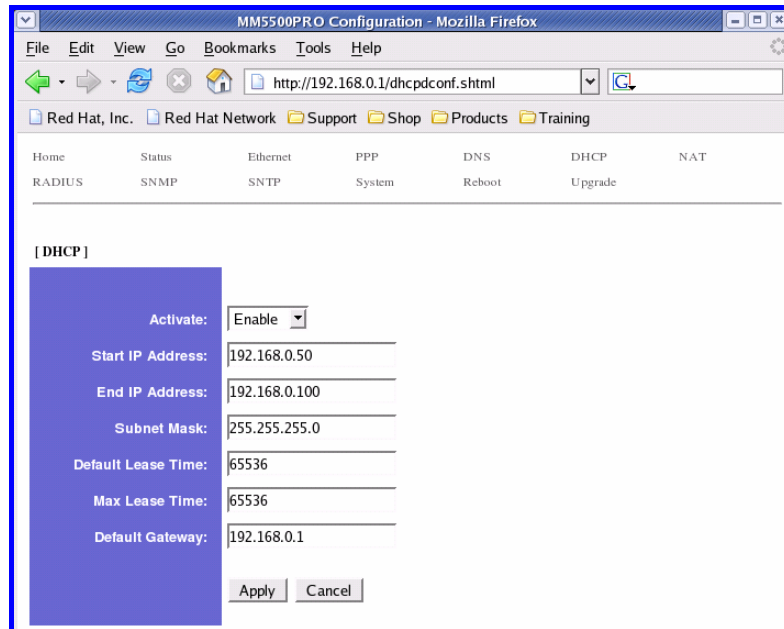 MM5500PRO Configuration - Mozilla Firefox
File Edit View Go Bookmarks Tools Help
http://192.168.0.1/dhcpdconf.shtml G
Red Hat, Inc. Red Hat Network Support Shop Products Training
Home Status Ethernet PPP DNS DHCP NAT
RADIUS SNMP SNTP System Reboot Upgrade
[ DHCP ]
Activate: Enable
Start IP Address: 192.168.0.50
End IP Address: 192.168.0.100
Subnet Mask: 255.255.255.0
Default Lease Time: 65536
Max Lease Time: 65536
Default Gateway: 192.168.0.1
Apply Cancel